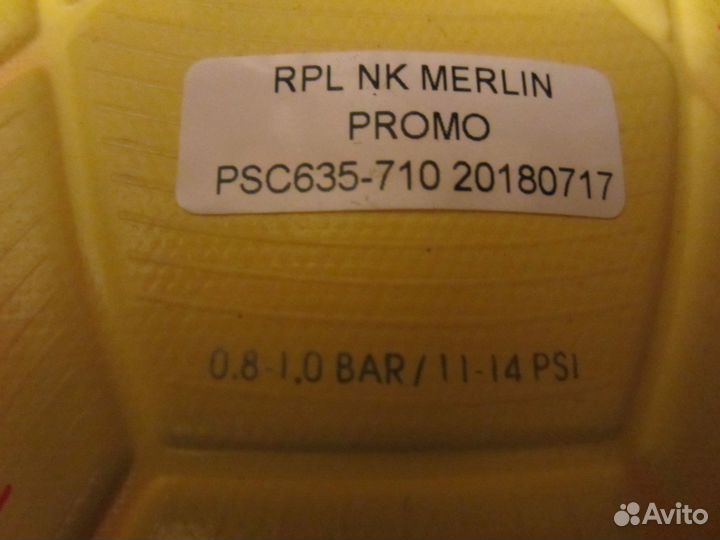 RPL NK MERLIN
PROMO
PSC635-710 20180717
0.8-1.0 BAR / 11-14 PSI
Avito